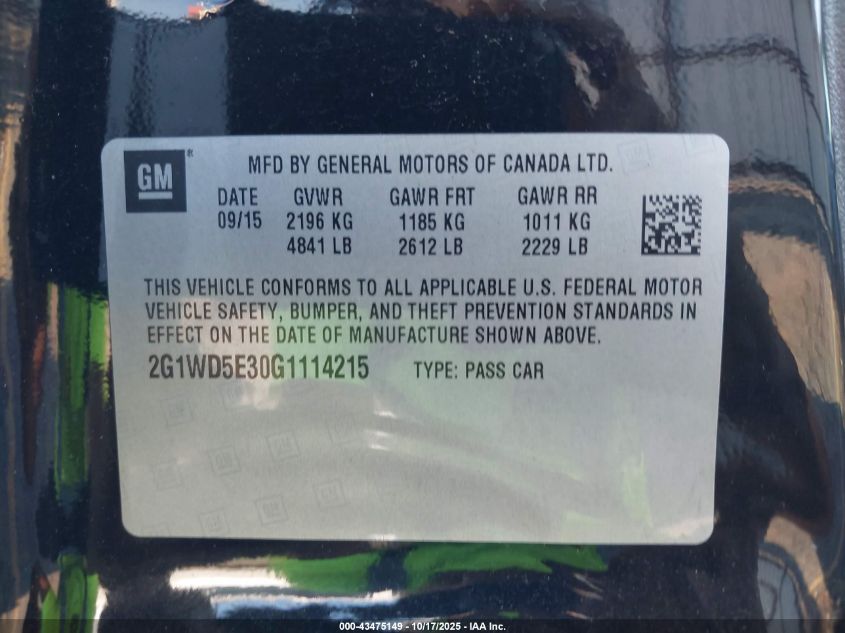 GM ® MFD BY GENERAL MOTORS OF CANADA LTD.
DATE GVWR GAWR FRT GAWR RR
09/15 2196 KG 1185 KG 1011 KG
4841 LB 2612 LB 2229 LB
THIS VEHICLE CONFORMS TO ALL APPLICABLE U.S. FEDERAL MOTOR
VEHICLE SAFETY, BUMPER, AND THEFT PREVENTION STANDARDS IN
EFFECT ON THE DATE OF MANUFACTURE SHOWN ABOVE.
2G1WD5E30G1114215 TYPE: PASS CAR
000-43475149 - 10/17/2025 - IAA Inc.